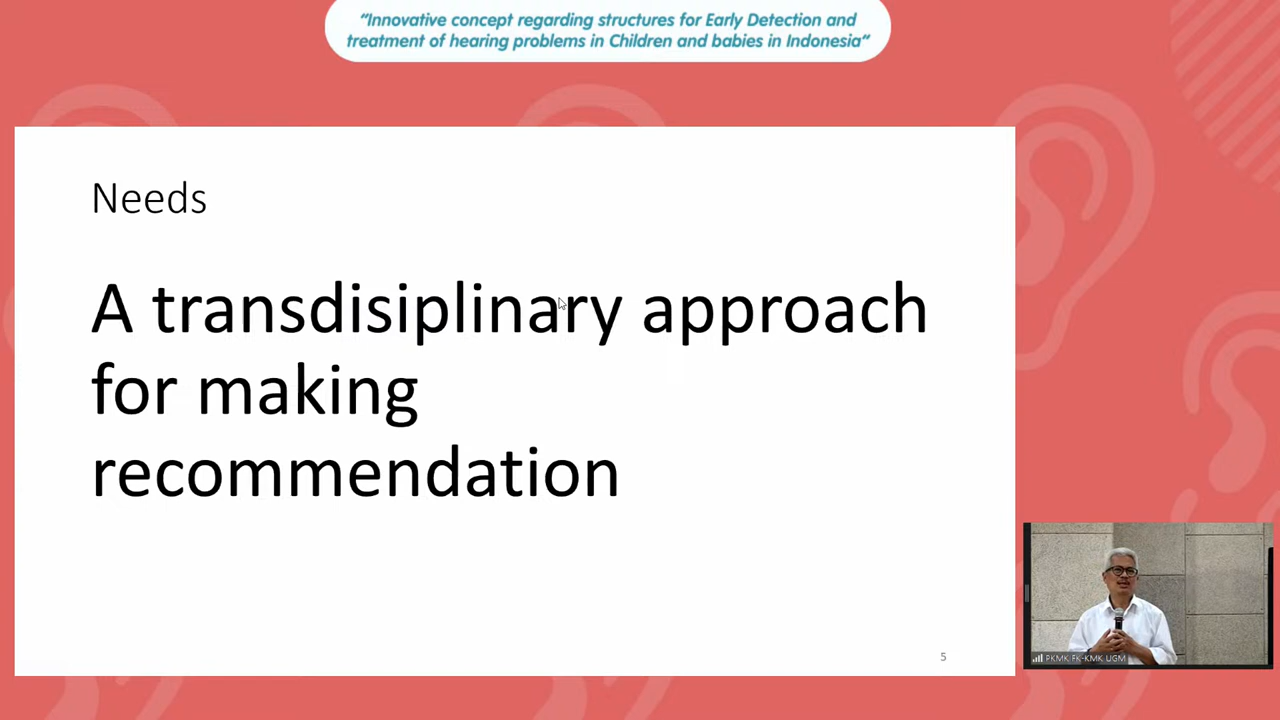 “Innovative concept regarding structures for Early Detection and
treatment of hearing problems in Children and babies in Indonesia“
Needs
A transdisiplinary approach
for making
recommendation
5
PKMK FK-KMK UGM